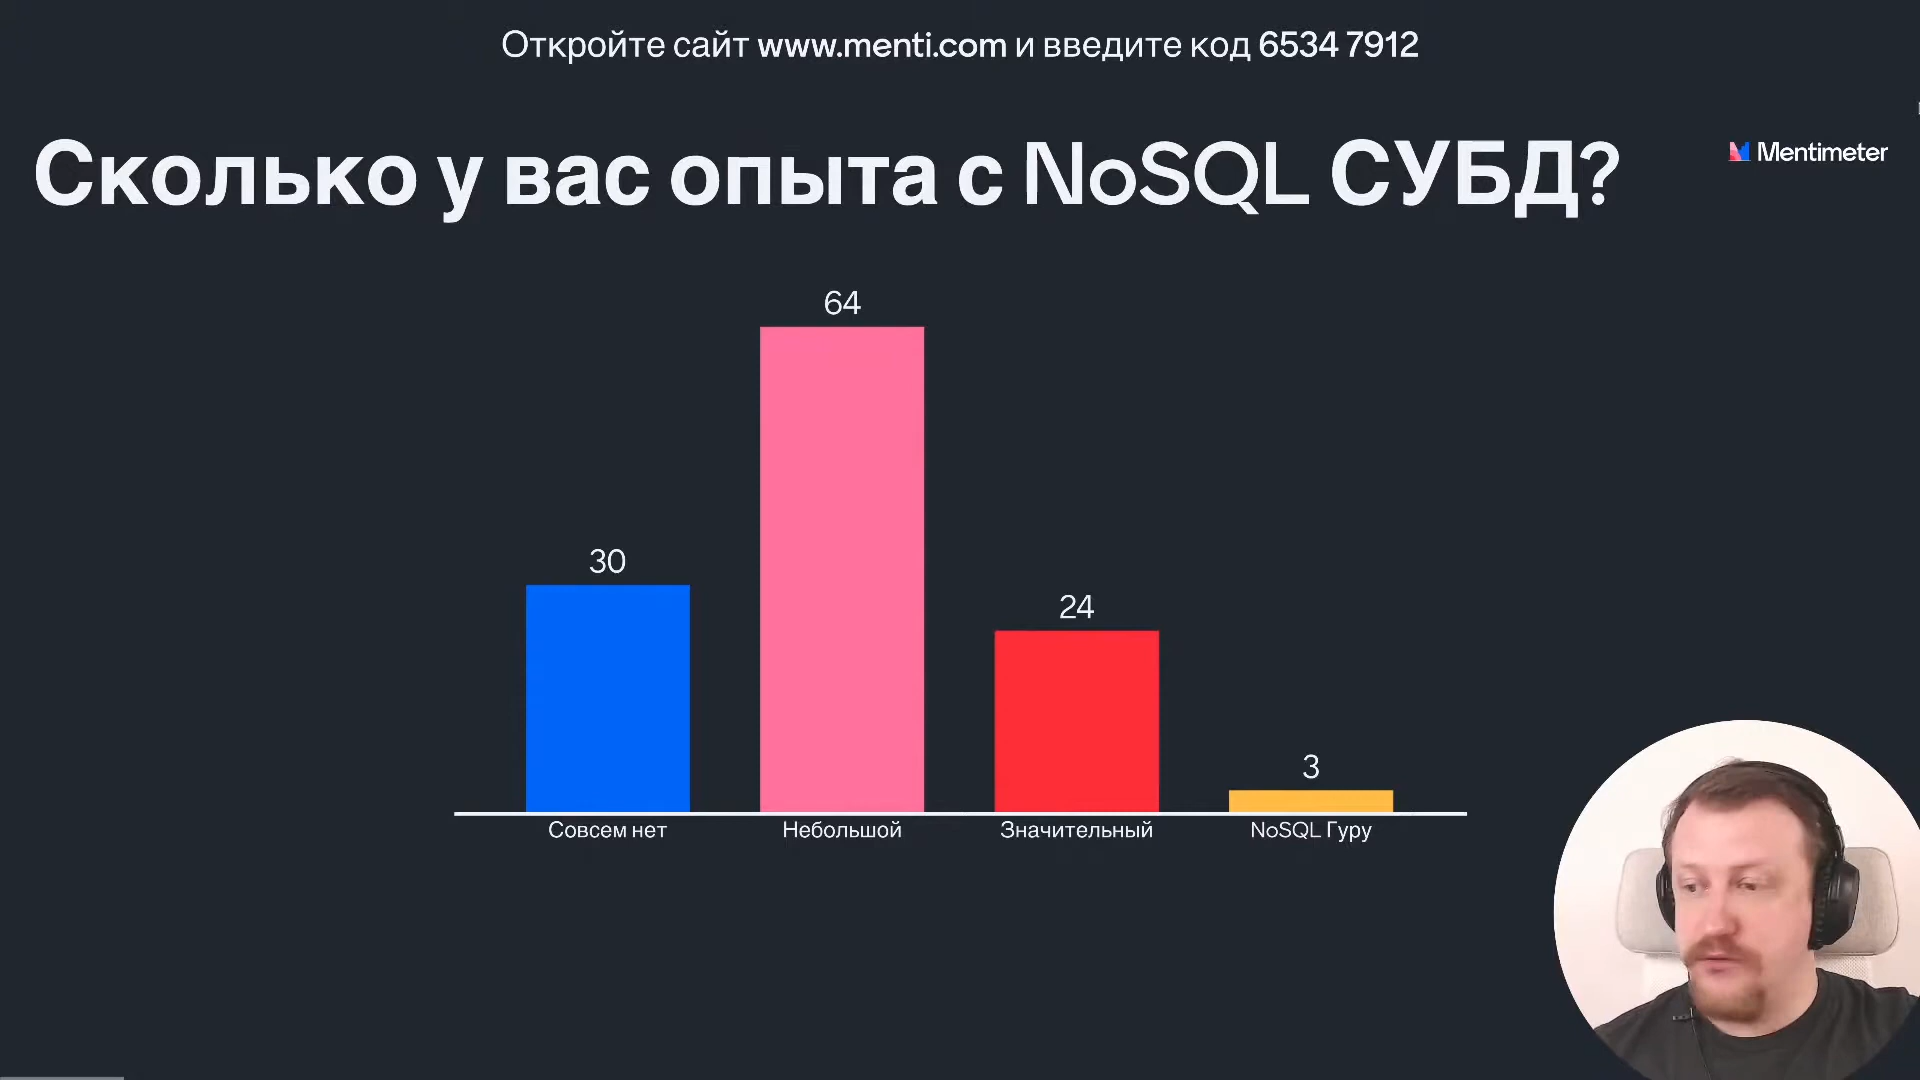 Откройте сайт www.menti.com и введите код 6534 7912
Сколько у вас опыта с NoSQL СУБД?
Mentimeter
64
30
24
3
Совсем нет
Небольшой
Значительный
NoSQL Гуру